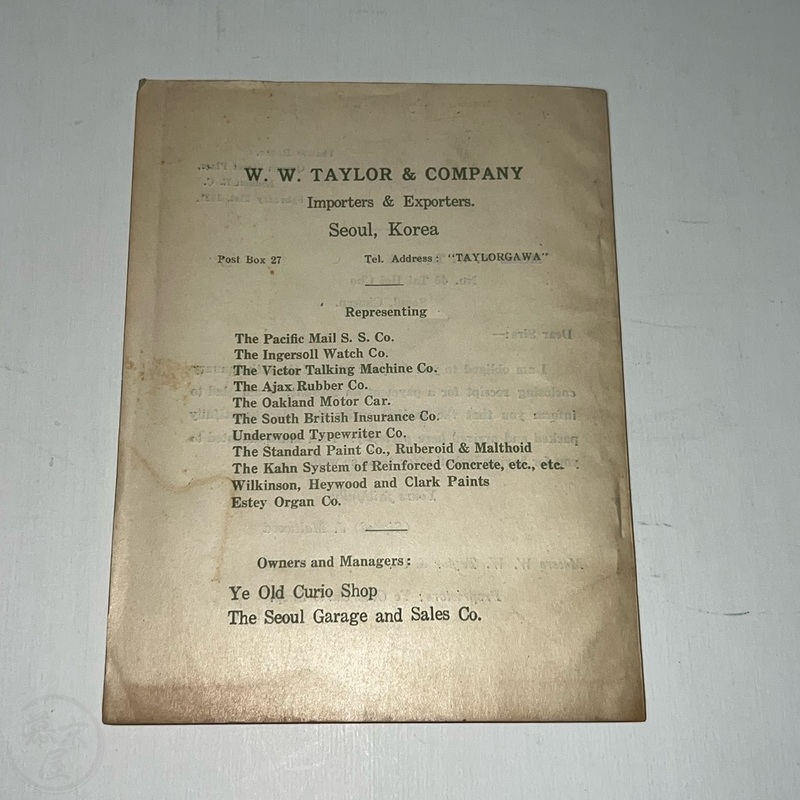 W. W. TAYLOR & COMPANY
Importers & Exporters.
Seoul, Korea
Post Box 27 Tel. Address: "TAYLORGAWA"
Representing
The Pacific Mail S. S. Co.
The Ingersoll Watch Co.
The Victor Talking Machine Co.
The Ajax Rubber Co.
The Oakland Motor Car.
The South British Insurance Co.
Underwood Typewriter Co.
The Standard Paint Co., Ruberoid & Malthoid
The Kahn System of Reinforced Concrete, etc., etc.
Wilkinson, Heywood and Clark Paints
Estey Organ Co.
Owners and Managers:
Ye Old Curio Shop
The Seoul Garage and Sales Co.